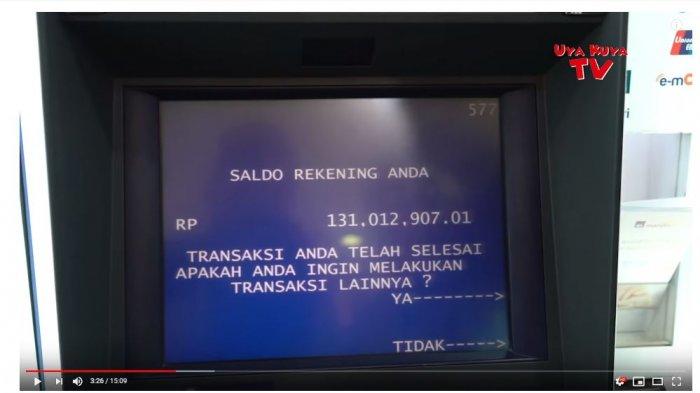 UYA KUYA
TV
577
SALDO REKENING ANDA
RP 131,012,907.01
TRANSAKSI ANDA TELAH SELESAI
APAKAH ANDA INGIN MELAKUKAN
TRANSAKSI LAINNYA ?
YA-------->
TIDAK----->
e-mC
3:26 / 15:09